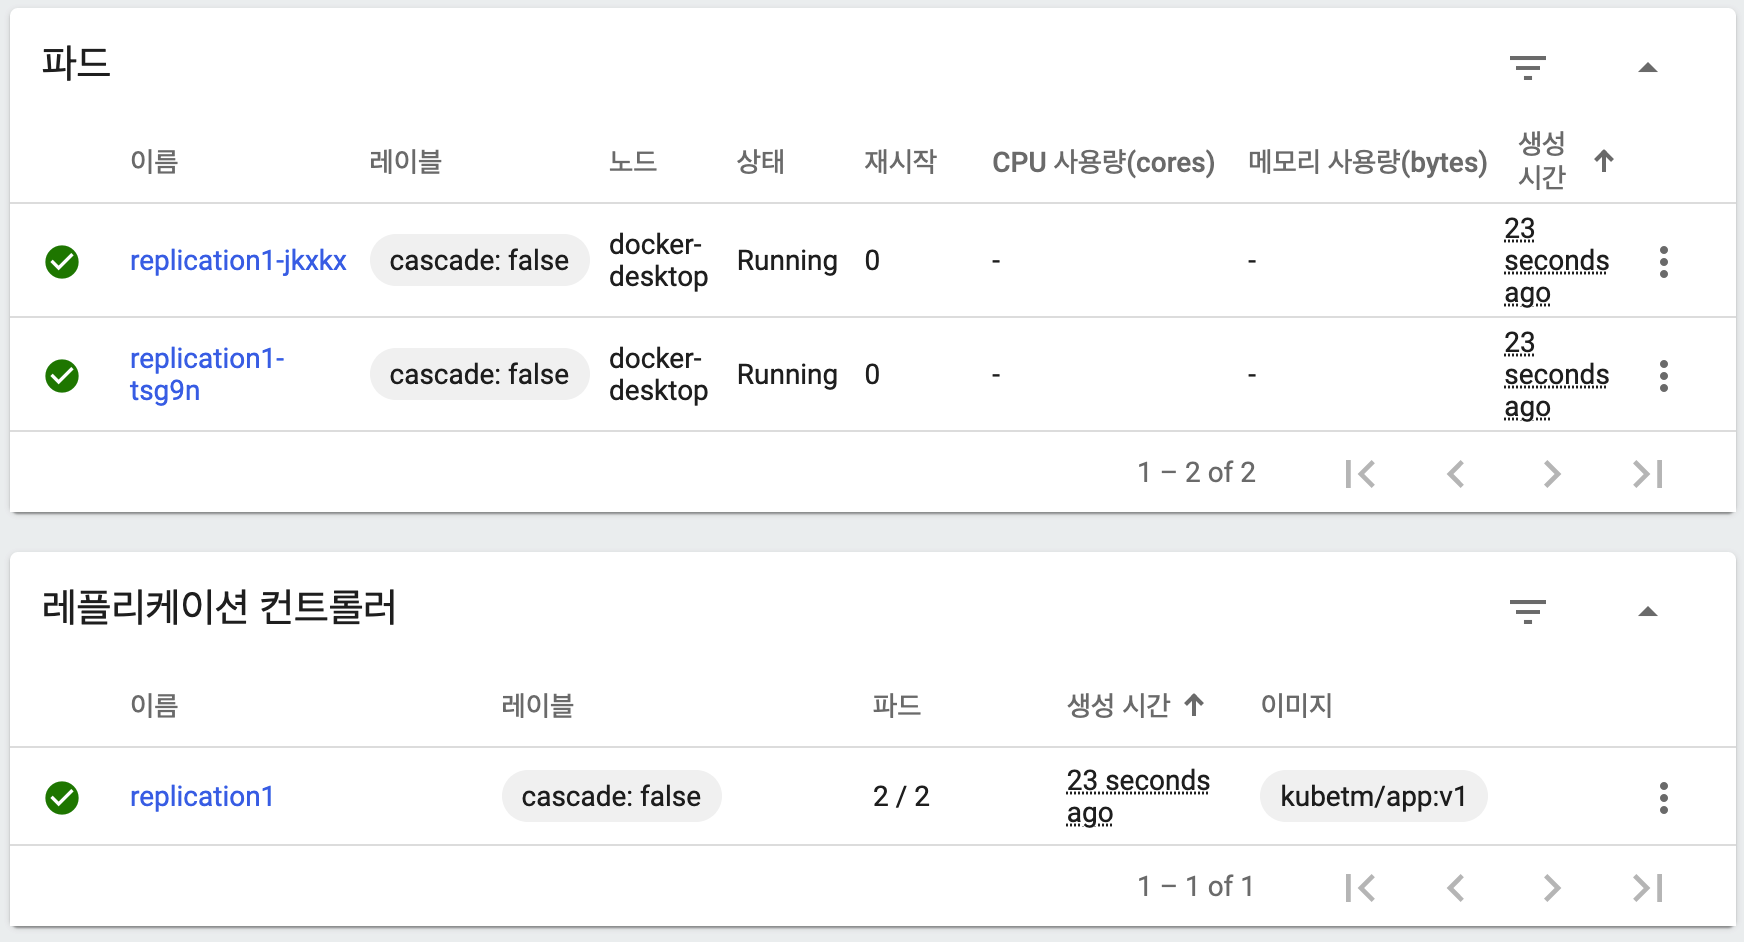 파드
이름 레이블 노드 상태 재시작 CPU 사용량(cores) 메모리 사용량(bytes) 생성 시간
replication1-jkxkx cascade: false docker-desktop Running 0 - - 23 seconds ago
replication1-tsg9n cascade: false docker-desktop Running 0 - - 23 seconds ago
1 – 2 of 2
레플리케이션 컨트롤러
이름 레이블 파드 생성 시간 이미지
replication1 cascade: false 2 / 2 23 seconds ago kubetm/app:v1
1 – 1 of 1